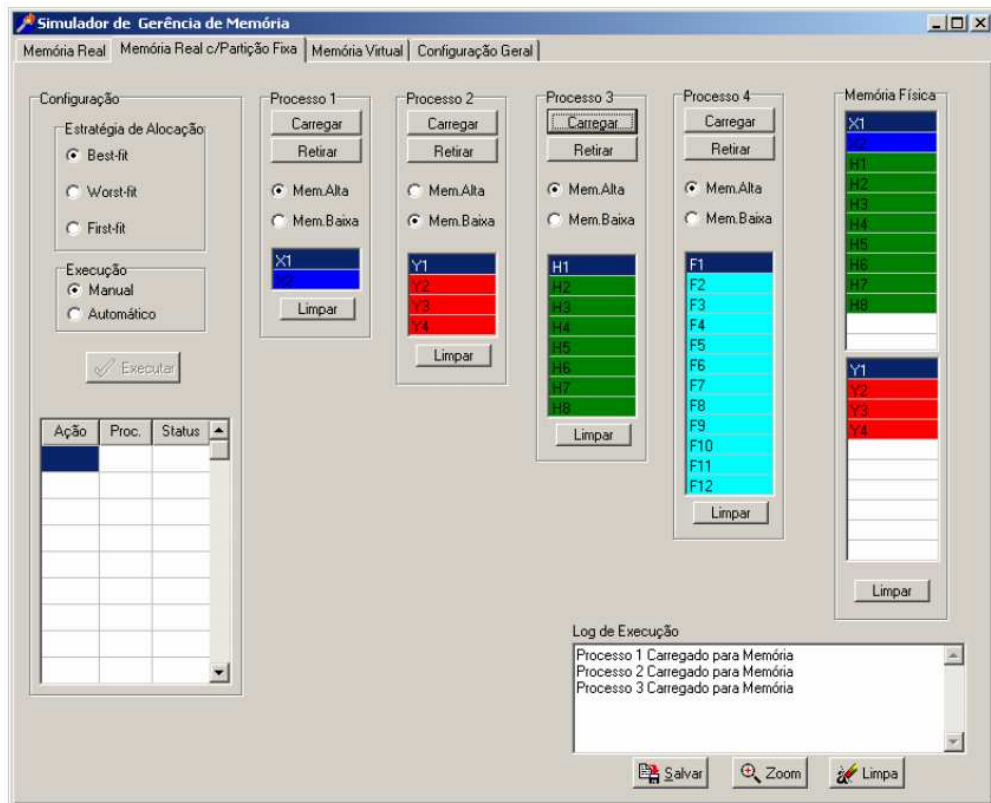 Simulador de Gerência de Memória
Memória Real
Memória Real c/Partição Fixa
Memória Virtual
Configuração Geral
Configuração
Estratégia de Alocação
Best-fit
Worst-fit
First-fit
Execução
Manual
Automático
Executar
Ação Proc. Status
Processo 1
Carregar
Retirar
Mem.Alta
Mem.Baixa
X1
X2
Limpar
Processo 2
Carregar
Retirar
Mem.Alta
Mem.Baixa
Y1
Y2
Y3
Y4
Limpar
Processo 3
Carregar
Retirar
Mem.Alta
Mem.Baixa
H1
H2
H3
H4
H5
H6
H7
H8
Limpar
Processo 4
Carregar
Retirar
Mem.Alta
Mem.Baixa
F1
F2
F3
F4
F5
F6
F7
F8
F9
F10
F11
F12
Limpar
Memória Física
X1
X2
H1
H2
H3
H4
H5
H6
H7
H8
Y1
Y2
Y3
Y4
Limpar
Log de Execução
Processo 1 Carregado para Memória
Processo 2 Carregado para Memória
Processo 3 Carregado para Memória
Salvar
Zoom
Limpa